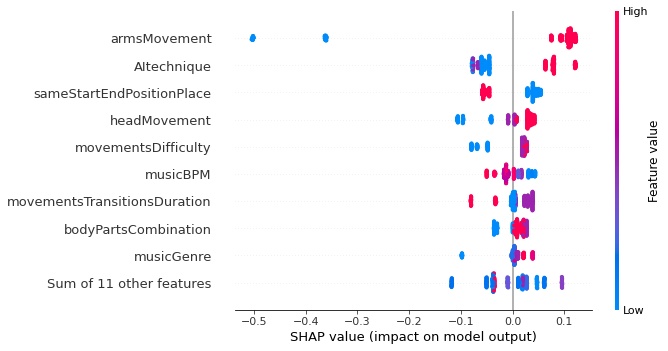 High
armsMovement
AItechnique
sameStartEndPositionPlace
headMovement
movementsDifficulty
musicBPM
movementsTransitionsDuration
bodyPartsCombination
musicGenre
Sum of 11 other features
Feature value
Low
−0.5 −0.4 −0.3 −0.2 −0.1 0.0 0.1
SHAP value (impact on model output)